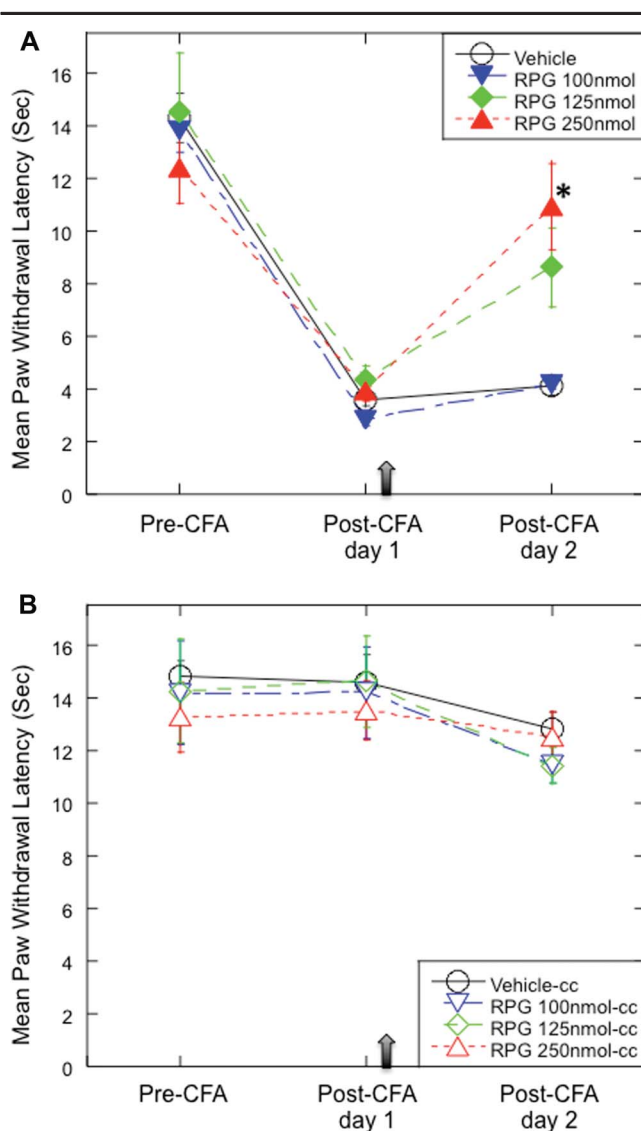 A
Mean Paw Withdrawal Latency (Sec)
16
14
12
10
8
6
4
2
0
Vehicle
RPG 100nmol
RPG 125nmol
RPG 250nmol
*
Pre-CFA
Post-CFA
day 1
Post-CFA
day 2
B
Mean Paw Withdrawal Latency (Sec)
16
14
12
10
8
6
4
2
0
Vehicle-cc
RPG 100nmol-cc
RPG 125nmol-cc
RPG 250nmol-cc
Pre-CFA
Post-CFA
day 1
Post-CFA
day 2